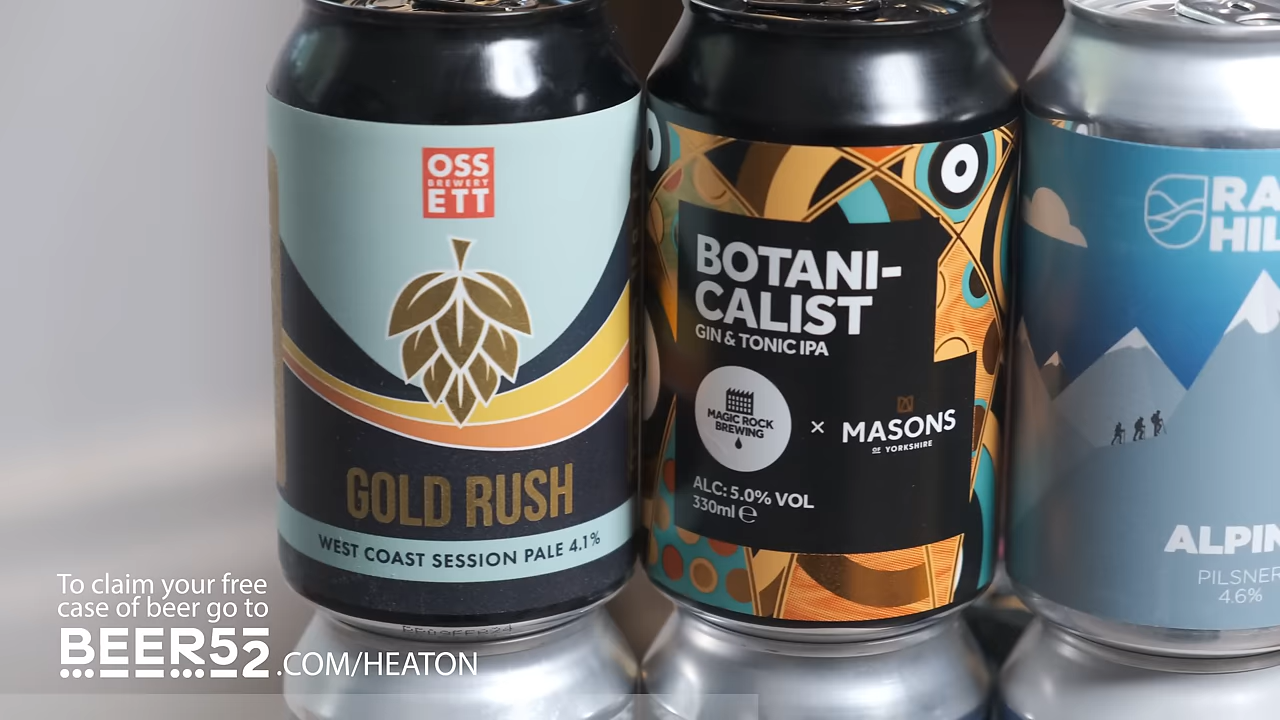 OSS
BREWERY
ETT
GOLD RUSH
WEST COAST SESSION PALE 4.1%
BOTANI-
CALIST
GIN & TONIC IPA
MAGIC ROCK
BREWING
×
MASONS
OF YORKSHIRE
ALC: 5.0% VOL
330ml ℮
RA
HIL
ALPIN
PILSNER
4.6%
To claim your free
case of beer go to
BEER52.COM/HEATON